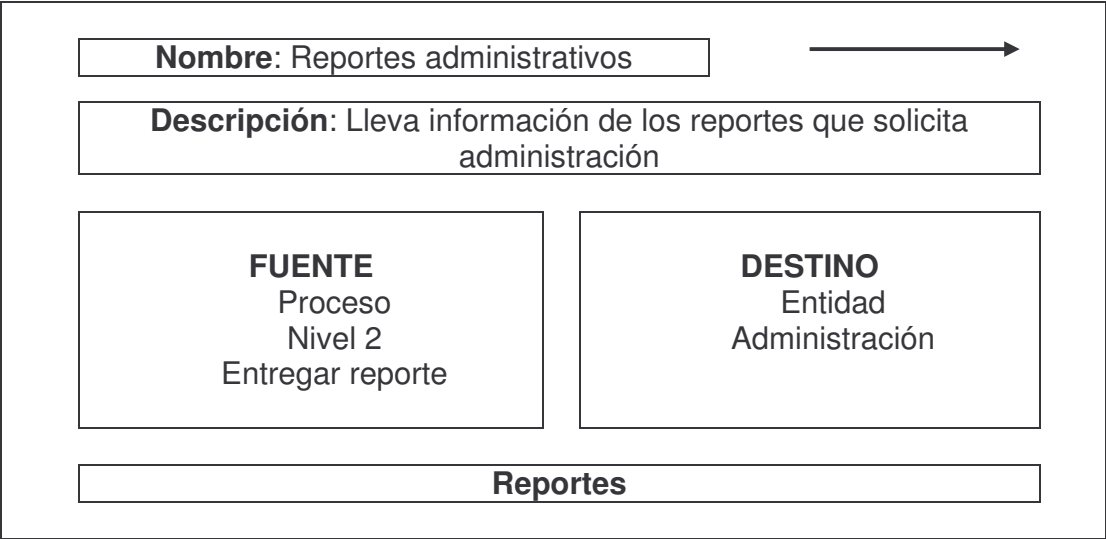 Nombre: Reportes administrativos
Descripción: Lleva información de los reportes que solicita
administración
FUENTE
Proceso
Nivel 2
Entregar reporte
DESTINO
Entidad
Administración
Reportes